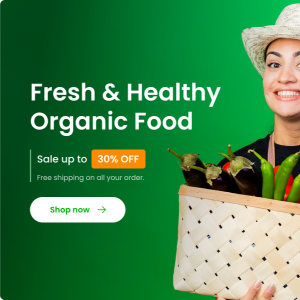 Fresh & Healthy
Organic Food
Sale up to 30% OFF
Free shipping on all your order.
Shop now